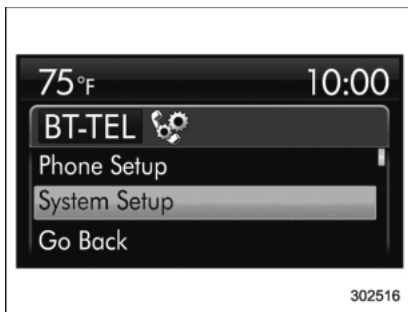 75°F 10:00
BT-TEL
Phone Setup
System Setup
Go Back
302516